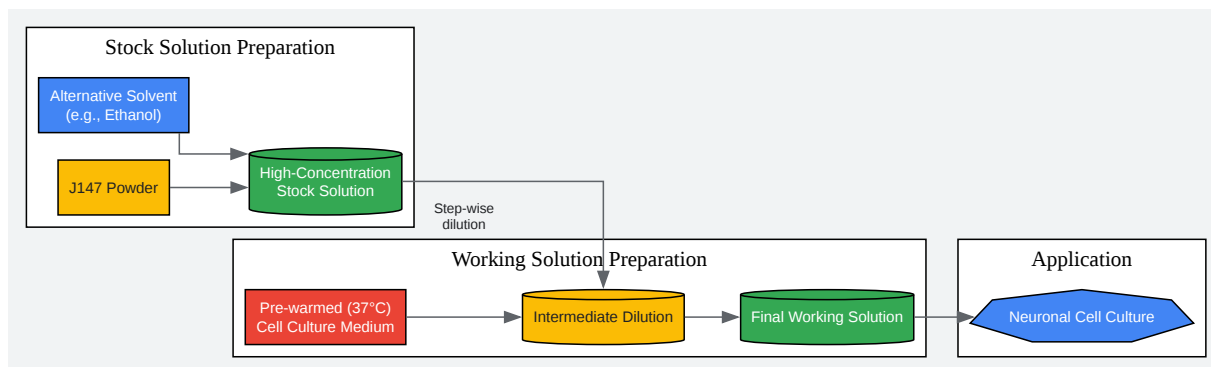 Stock Solution Preparation
Alternative Solvent
(e.g., Ethanol)
J147 Powder
High-Concentration
Stock Solution
Step-wise
dilution
Working Solution Preparation
Pre-warmed (37°C)
Cell Culture Medium
Intermediate Dilution
Final Working Solution
Application
Neuronal Cell Culture